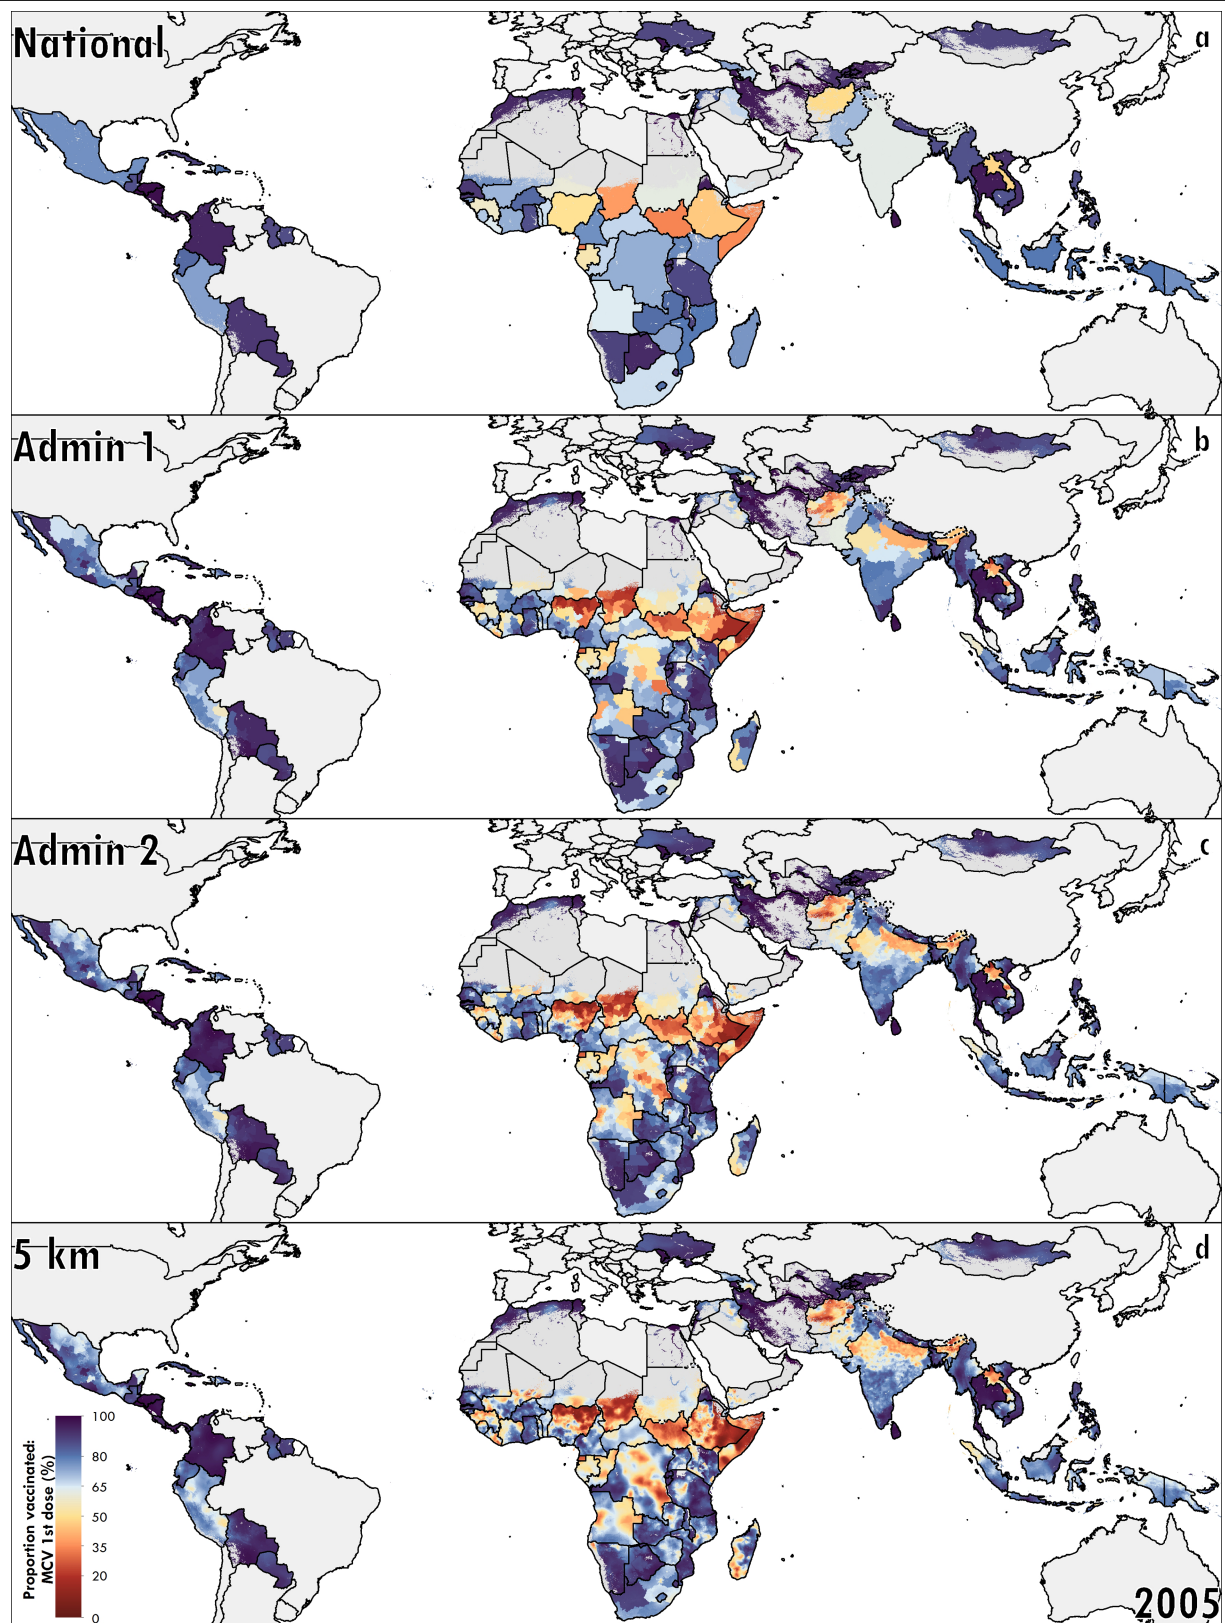 National
a
Admin 1
b
Admin 2
c
5 km
d
Proportion vaccinated:
MCV 1st dose (%)
100
80
65
50
35
20
0
2005